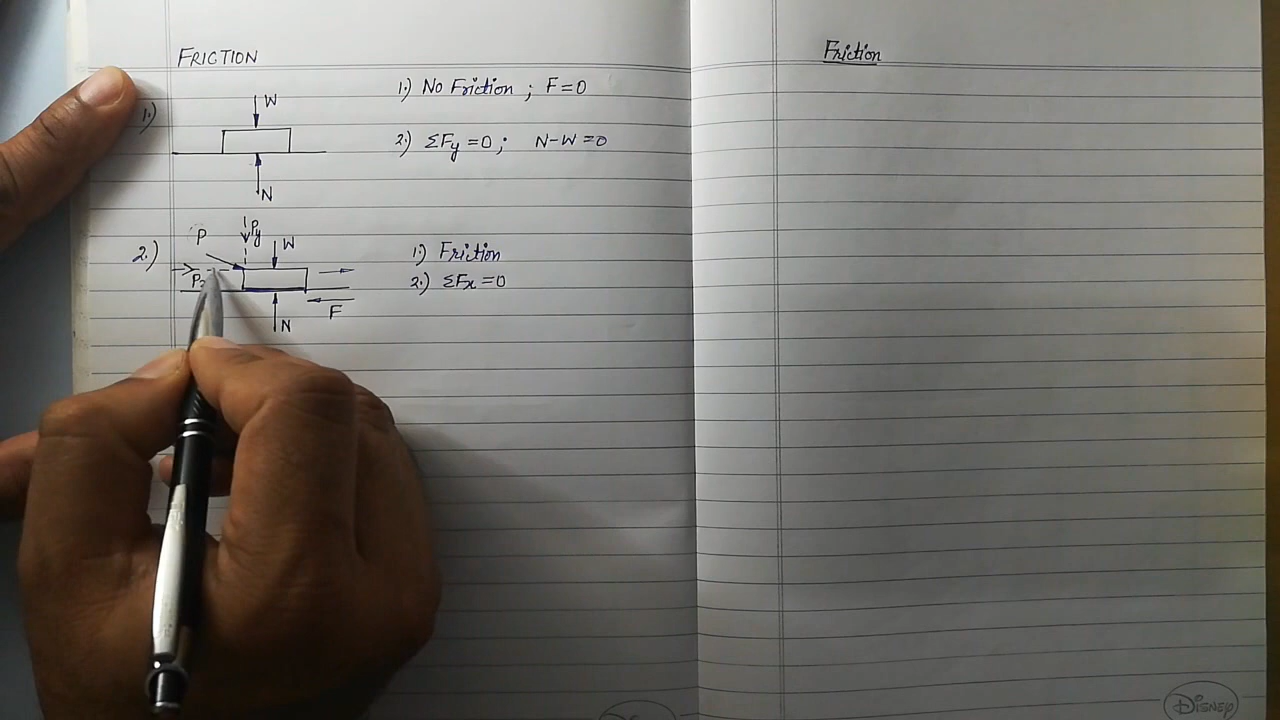 FRICTION
1.)
W
N
1.) No Friction ; F=0
2.) ΣFy =0 ; N-W=0
2.)
P
Py
W
N
F
1.) Friction
2.) ΣFx =0
Friction
DISNEY